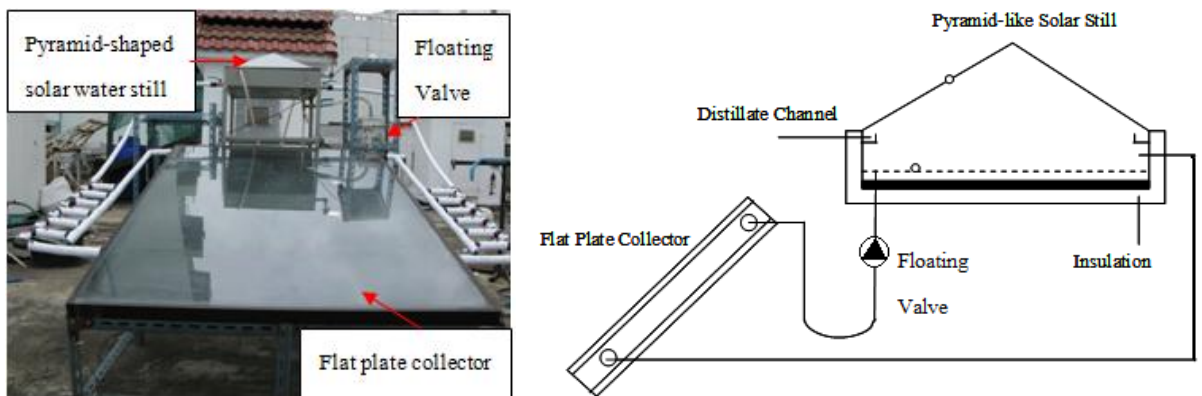 Pyramid-shaped
solar water still
Floating
Valve
Flat plate collector
Pyramid-like Solar Still
Distillate Channel
Flat Plate Collector
Floating
Valve
Insulation